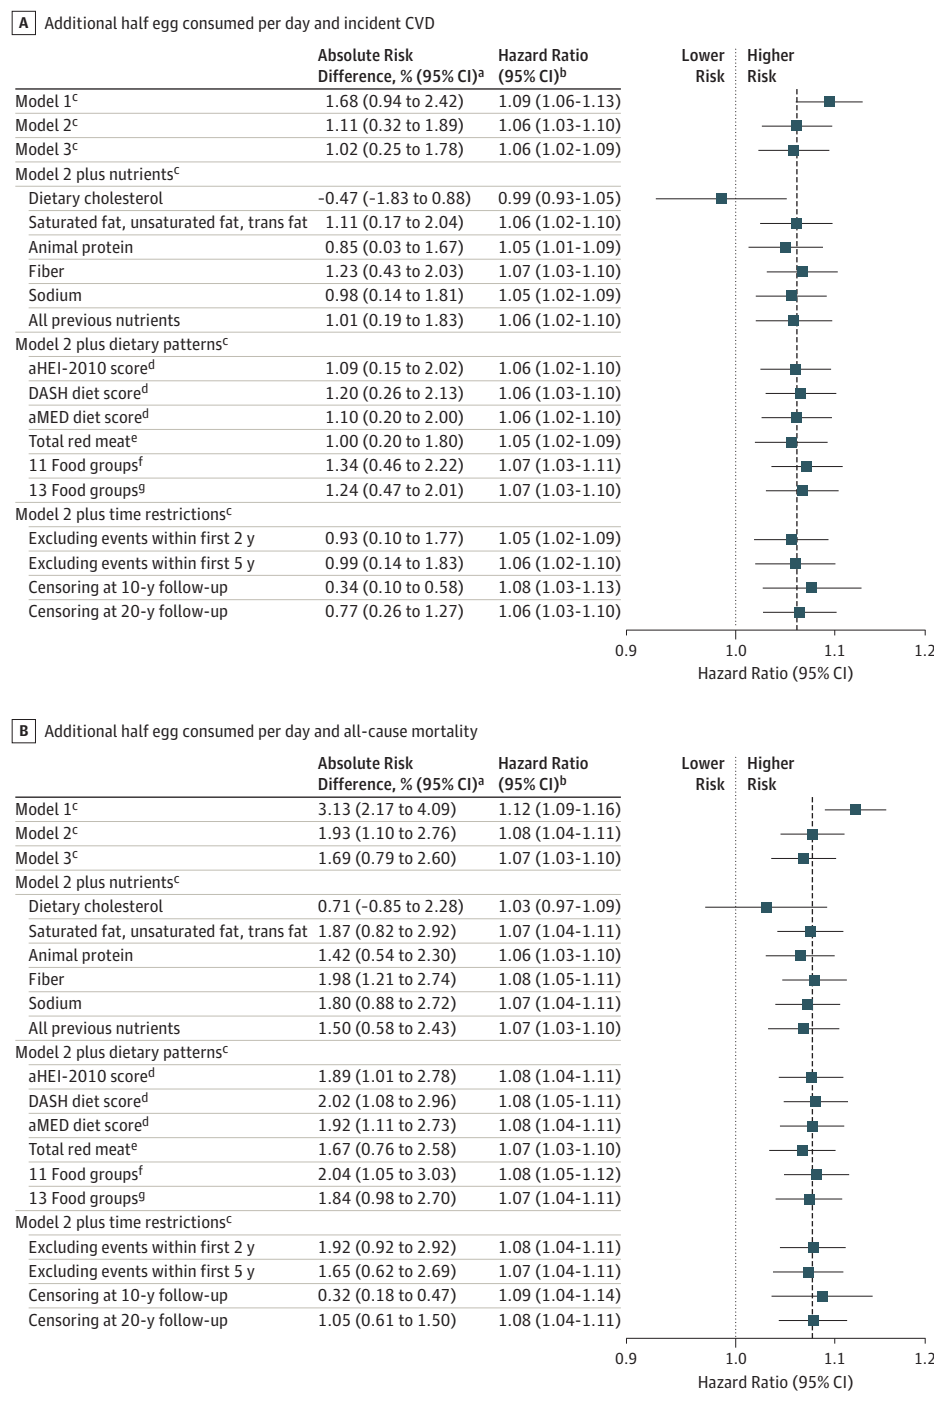 A Additional half egg consumed per day and incident CVD
Absolute Risk Difference, % (95% CI)a Hazard Ratio (95% CI)b Lower Risk Higher Risk
Model 1c 1.68 (0.94 to 2.42) 1.09 (1.06-1.13)
Model 2c 1.11 (0.32 to 1.89) 1.06 (1.03-1.10)
Model 3c 1.02 (0.25 to 1.78) 1.06 (1.02-1.09)
Model 2 plus nutrientsc
Dietary cholesterol -0.47 (-1.83 to 0.88) 0.99 (0.93-1.05)
Saturated fat, unsaturated fat, trans fat 1.11 (0.17 to 2.04) 1.06 (1.02-1.10)
Animal protein 0.85 (0.03 to 1.67) 1.05 (1.01-1.09)
Fiber 1.23 (0.43 to 2.03) 1.07 (1.03-1.10)
Sodium 0.98 (0.14 to 1.81) 1.05 (1.02-1.09)
All previous nutrients 1.01 (0.19 to 1.83) 1.06 (1.02-1.10)
Model 2 plus dietary patternsc
aHEI-2010 scored 1.09 (0.15 to 2.02) 1.06 (1.02-1.10)
DASH diet scored 1.20 (0.26 to 2.13) 1.06 (1.03-1.10)
aMED diet scored 1.10 (0.20 to 2.00) 1.06 (1.02-1.10)
Total red meate 1.00 (0.20 to 1.80) 1.05 (1.02-1.09)
11 Food groupsf 1.34 (0.46 to 2.22) 1.07 (1.03-1.11)
13 Food groupsg 1.24 (0.47 to 2.01) 1.07 (1.03-1.10)
Model 2 plus time restrictionsc
Excluding events within first 2 y 0.93 (0.10 to 1.77) 1.05 (1.02-1.09)
Excluding events within first 5 y 0.99 (0.14 to 1.83) 1.06 (1.02-1.10)
Censoring at 10-y follow-up 0.34 (0.10 to 0.58) 1.08 (1.03-1.13)
Censoring at 20-y follow-up 0.77 (0.26 to 1.27) 1.06 (1.03-1.10)
0.9 1.0 1.1 1.2
Hazard Ratio (95% CI)
B Additional half egg consumed per day and all-cause mortality
Absolute Risk Difference, % (95% CI)a Hazard Ratio (95% CI)b Lower Risk Higher Risk
Model 1c 3.13 (2.17 to 4.09) 1.12 (1.09-1.16)
Model 2c 1.93 (1.10 to 2.76) 1.08 (1.04-1.11)
Model 3c 1.69 (0.79 to 2.60) 1.07 (1.03-1.10)
Model 2 plus nutrientsc
Dietary cholesterol 0.71 (-0.85 to 2.28) 1.03 (0.97-1.09)
Saturated fat, unsaturated fat, trans fat 1.87 (0.82 to 2.92) 1.07 (1.04-1.11)
Animal protein 1.42 (0.54 to 2.30) 1.06 (1.03-1.10)
Fiber 1.98 (1.21 to 2.74) 1.08 (1.05-1.11)
Sodium 1.80 (0.88 to 2.72) 1.07 (1.04-1.11)
All previous nutrients 1.50 (0.58 to 2.43) 1.07 (1.03-1.10)
Model 2 plus dietary patternsc
aHEI-2010 scored 1.89 (1.01 to 2.78) 1.08 (1.04-1.11)
DASH diet scored 2.02 (1.08 to 2.96) 1.08 (1.05-1.11)
aMED diet scored 1.92 (1.11 to 2.73) 1.08 (1.04-1.11)
Total red meate 1.67 (0.76 to 2.58) 1.07 (1.03-1.10)
11 Food groupsf 2.04 (1.05 to 3.03) 1.08 (1.05-1.12)
13 Food groupsg 1.84 (0.98 to 2.70) 1.07 (1.04-1.11)
Model 2 plus time restrictionsc
Excluding events within first 2 y 1.92 (0.92 to 2.92) 1.08 (1.04-1.11)
Excluding events within first 5 y 1.65 (0.62 to 2.69) 1.07 (1.04-1.11)
Censoring at 10-y follow-up 0.32 (0.18 to 0.47) 1.09 (1.04-1.14)
Censoring at 20-y follow-up 1.05 (0.61 to 1.50) 1.08 (1.04-1.11)
0.9 1.0 1.1 1.2
Hazard Ratio (95% CI)